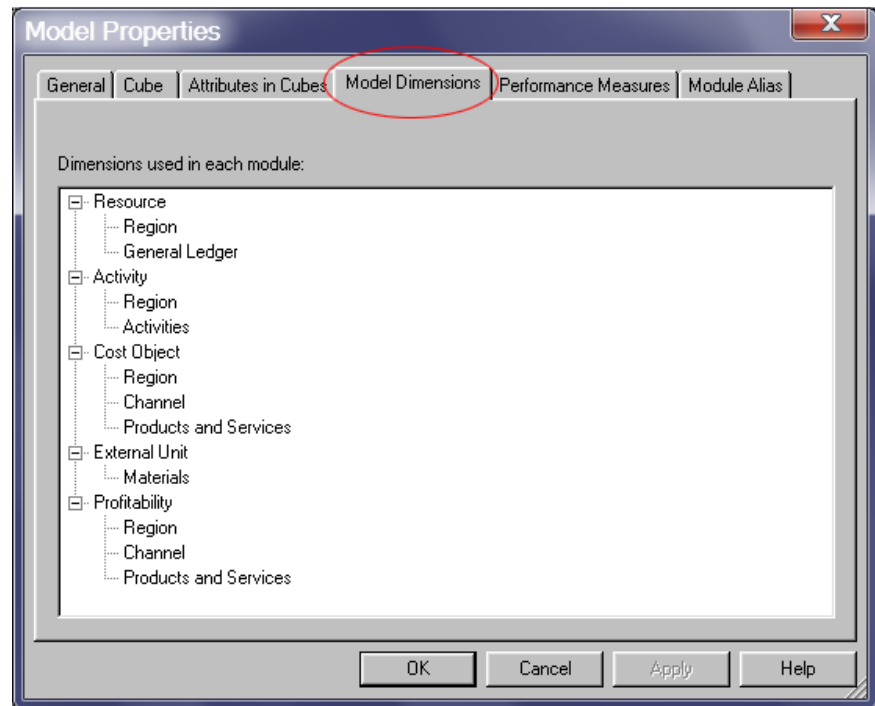 Model Properties
X
General Cube Attributes in Cubes Model Dimensions Performance Measures Module Alias
Dimensions used in each module:
Resource
Region
General Ledger
Activity
Region
Activities
Cost Object
Region
Channel
Products and Services
External Unit
Materials
Profitability
Region
Channel
Products and Services
OK Cancel Apply Help